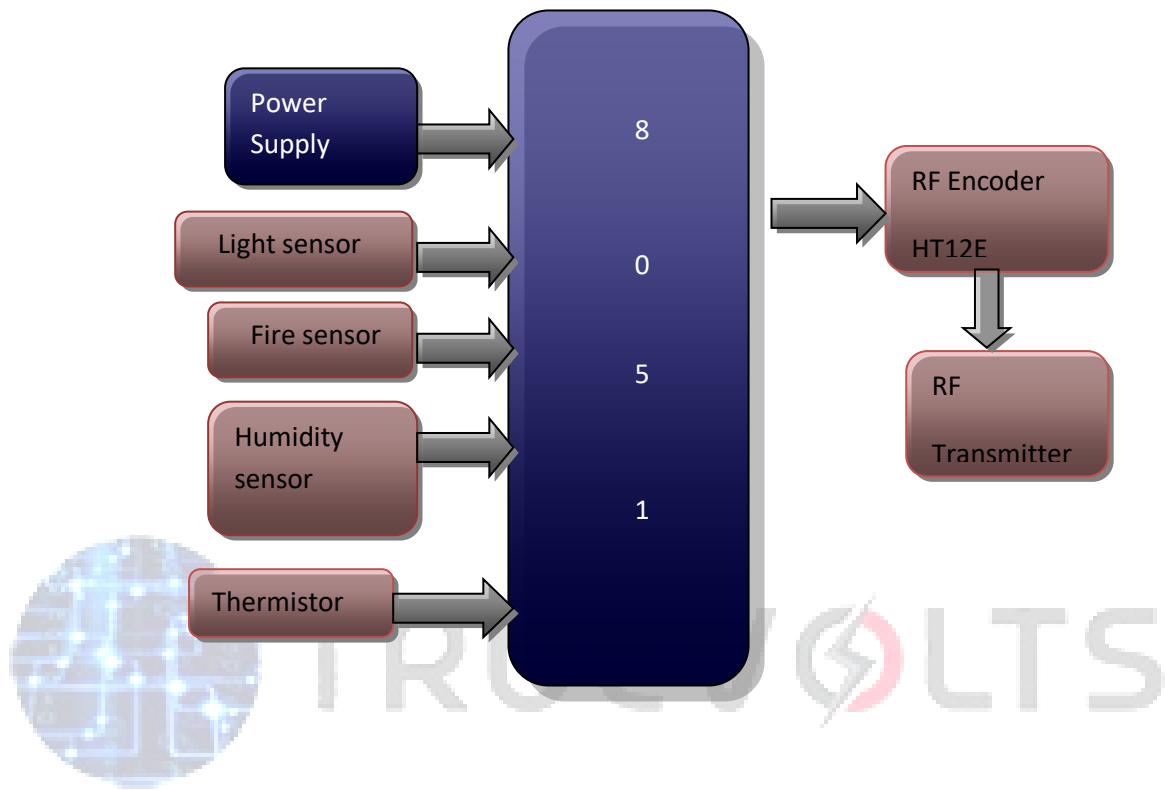 Power
Supply
Light sensor
Fire sensor
Humidity
sensor
Thermistor
8
0
5
1
RF Encoder
HT12E
RF
Transmitter
TRUEVOLTS